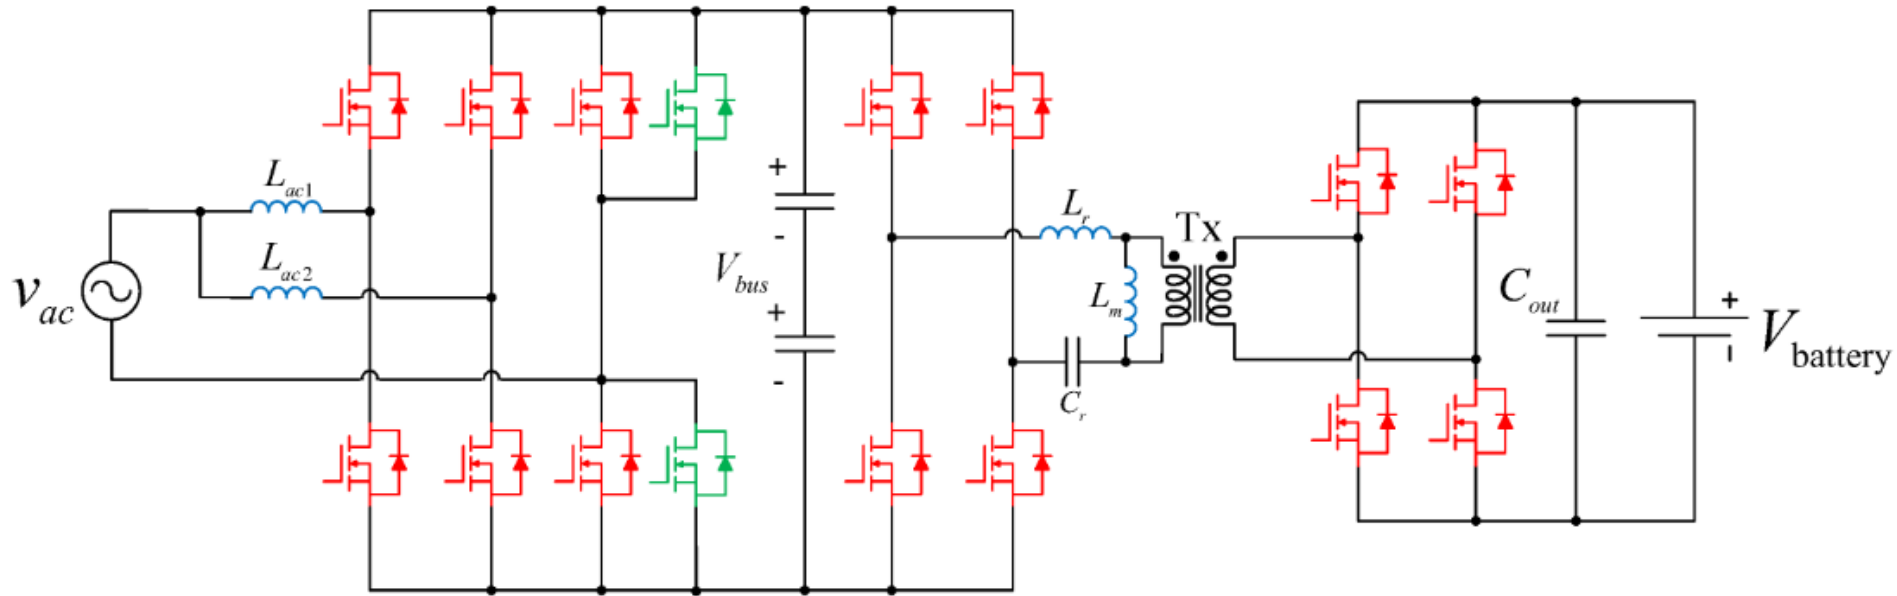 v_ac
L_ac1
L_ac2
+
-
V_bus
+
-
L_r
L_m
C_r
Tx
C_out
+
-
V_battery